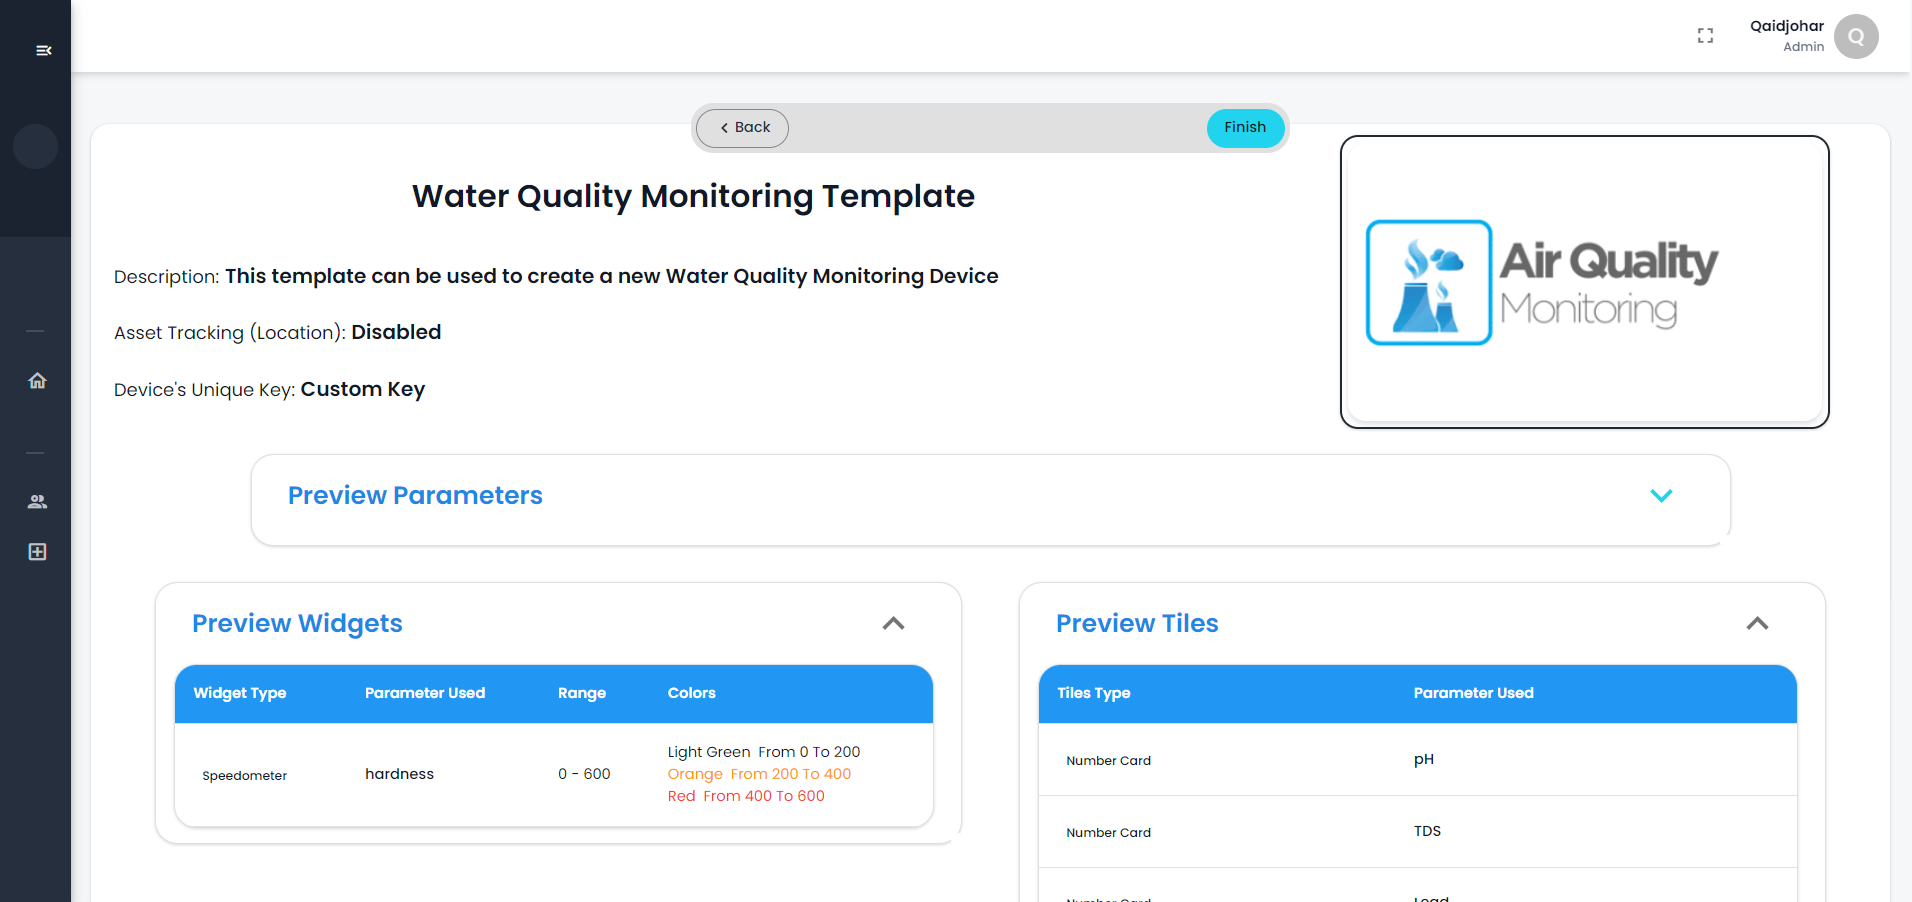 Qaidjohar
Admin
Q
Back
Finish
Water Quality Monitoring Template
Description: This template can be used to create a new Water Quality Monitoring Device
Asset Tracking (Location): Disabled
Device's Unique Key: Custom Key
Air Quality
Monitoring
Preview Parameters
Preview Widgets
Widget Type Parameter Used Range Colors
Speedometer hardness 0 - 600
Light Green From 0 To 200
Orange From 200 To 400
Red From 400 To 600
Preview Tiles
Tiles Type Parameter Used
Number Card pH
Number Card TDS
Number Card Lead